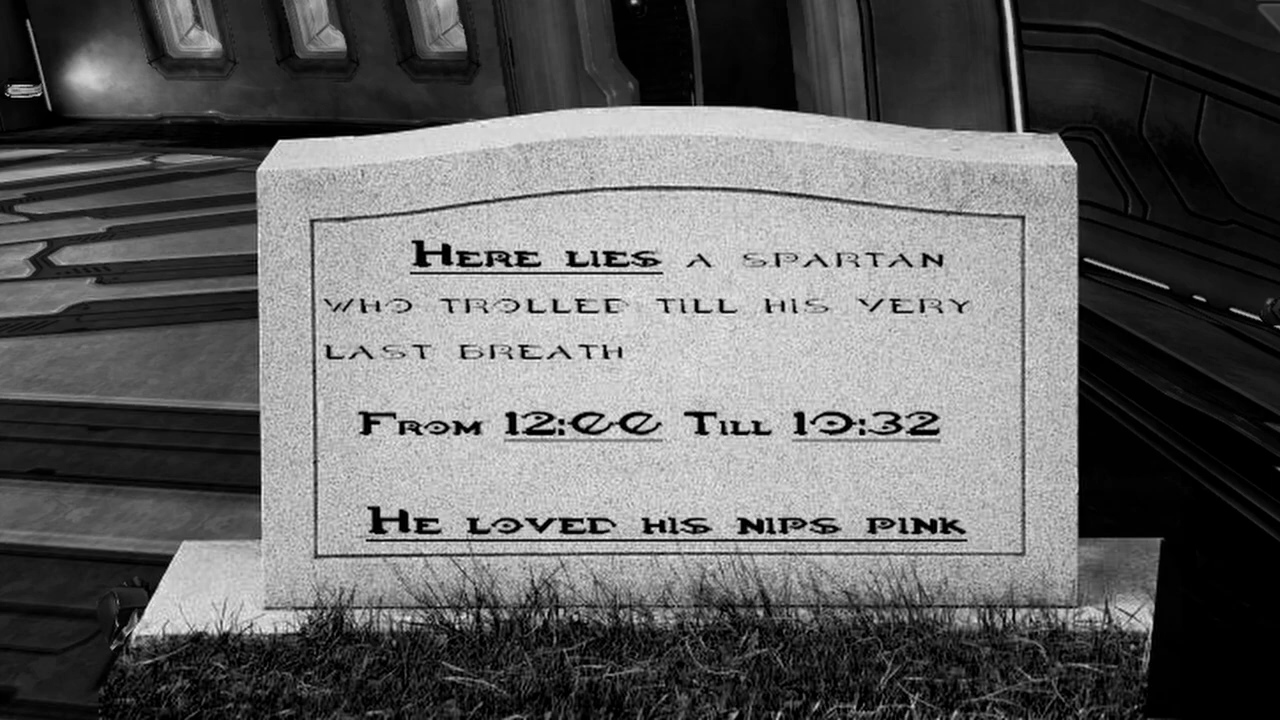 Here lies a spartan
who trolled till his very
last breath
From 12:00 Till 10:32
He loved his nips pink